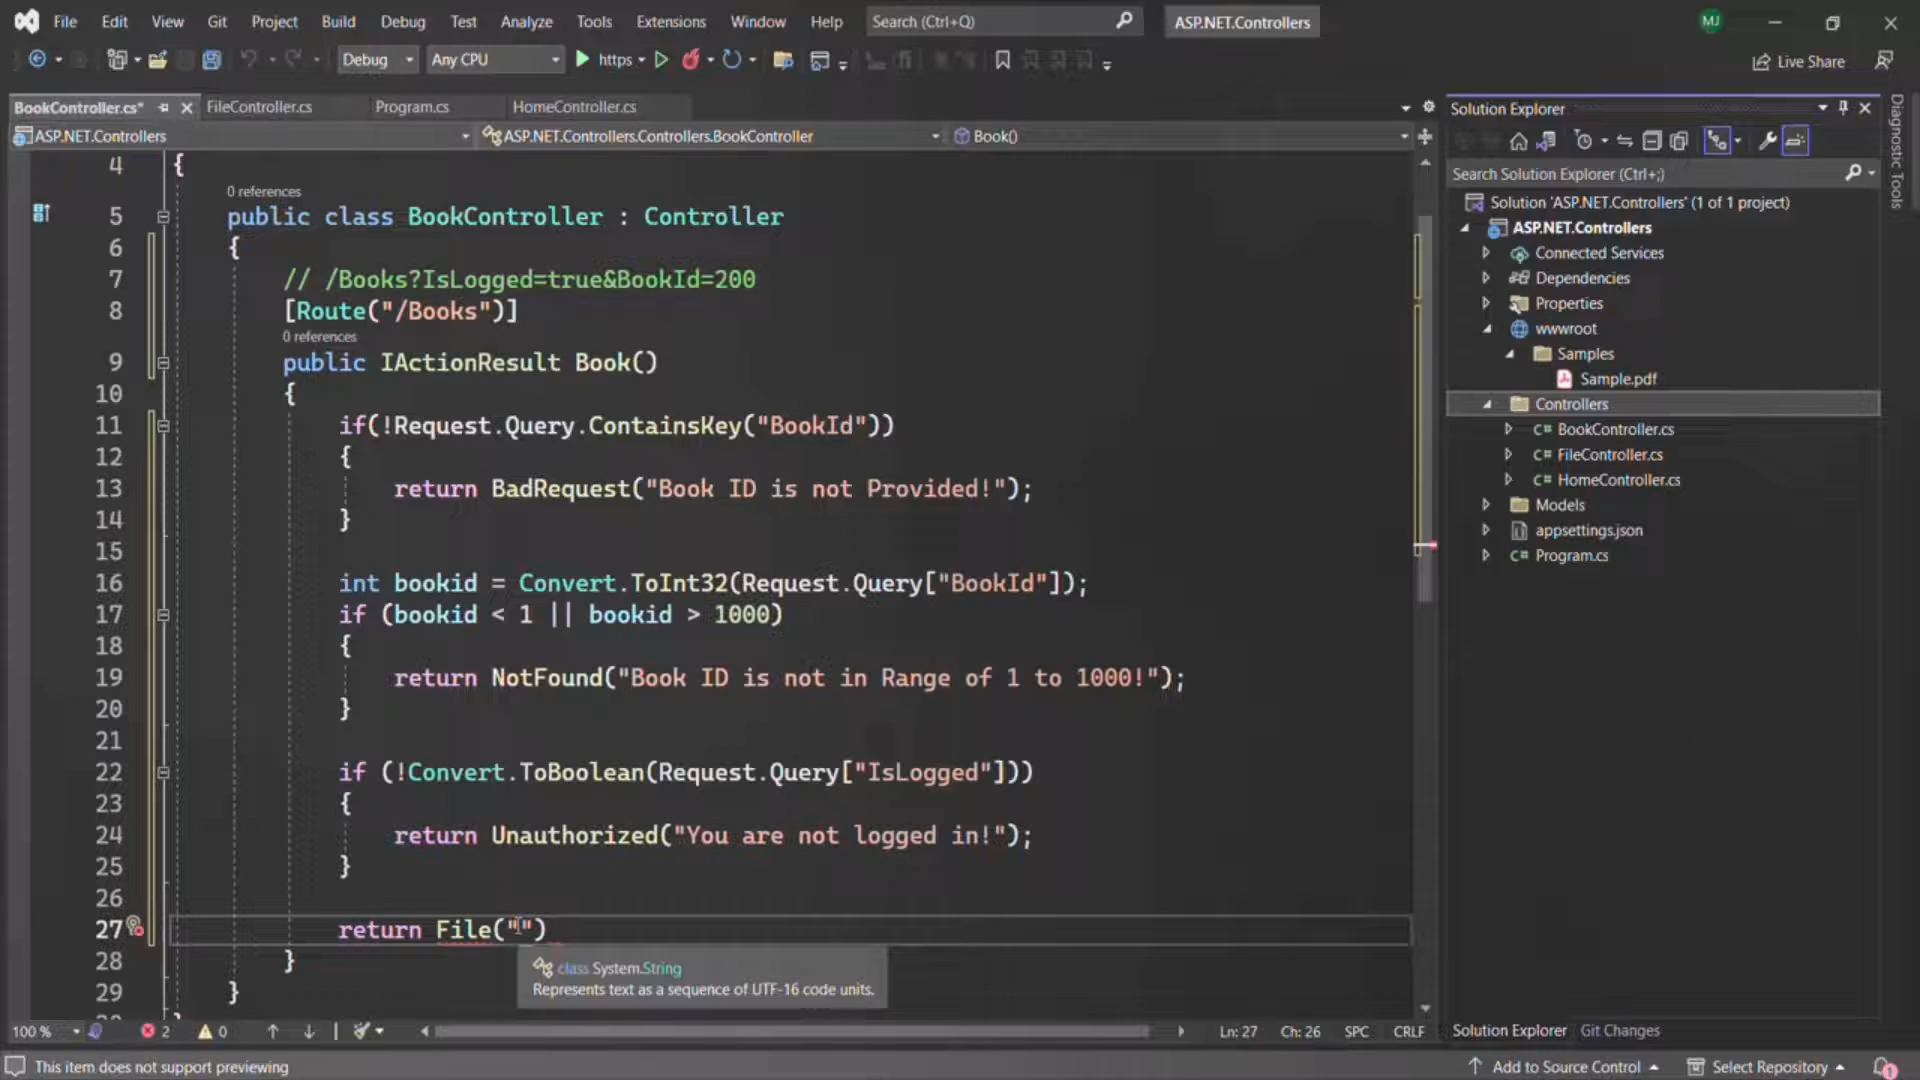 File Edit View Git Project Build Debug Test Analyze Tools Extensions Window Help Search (Ctrl+Q) ASP.NET.Controllers MJ
Debug Any CPU https Live Share
BookController.cs* FileController.cs Program.cs HomeController.cs
ASP.NET.Controllers ASP.NET.Controllers.Controllers.BookController Book()
4 {
0 references
5 public class BookController : Controller
6 {
7 // /Books?IsLogged=true&BookId=200
8 [Route("/Books")]
0 references
9 public IActionResult Book()
10 {
11 if(!Request.Query.ContainsKey("BookId"))
12 {
13 return BadRequest("Book ID is not Provided!");
14 }
15
16 int bookid = Convert.ToInt32(Request.Query["BookId"]);
17 if (bookid < 1 || bookid > 1000)
18 {
19 return NotFound("Book ID is not in Range of 1 to 1000!");
20 }
21
22 if (!Convert.ToBoolean(Request.Query["IsLogged"]))
23 {
24 return Unauthorized("You are not logged in!");
25 }
26
27 return File("")
class System.String
Represents text as a sequence of UTF-16 code units.
28 }
29 }
100 % 2 0 Ln: 27 Ch: 26 SPC CRLF
Solution Explorer
Search Solution Explorer (Ctrl+;)
Solution 'ASP.NET.Controllers' (1 of 1 project)
ASP.NET.Controllers
Connected Services
Dependencies
Properties
wwwroot
Samples
Sample.pdf
Controllers
C# BookController.cs
C# FileController.cs
C# HomeController.cs
Models
appsettings.json
C# Program.cs
Solution Explorer Git Changes
Diagnostic Tools
This item does not support previewing Add to Source Control Select Repository 1